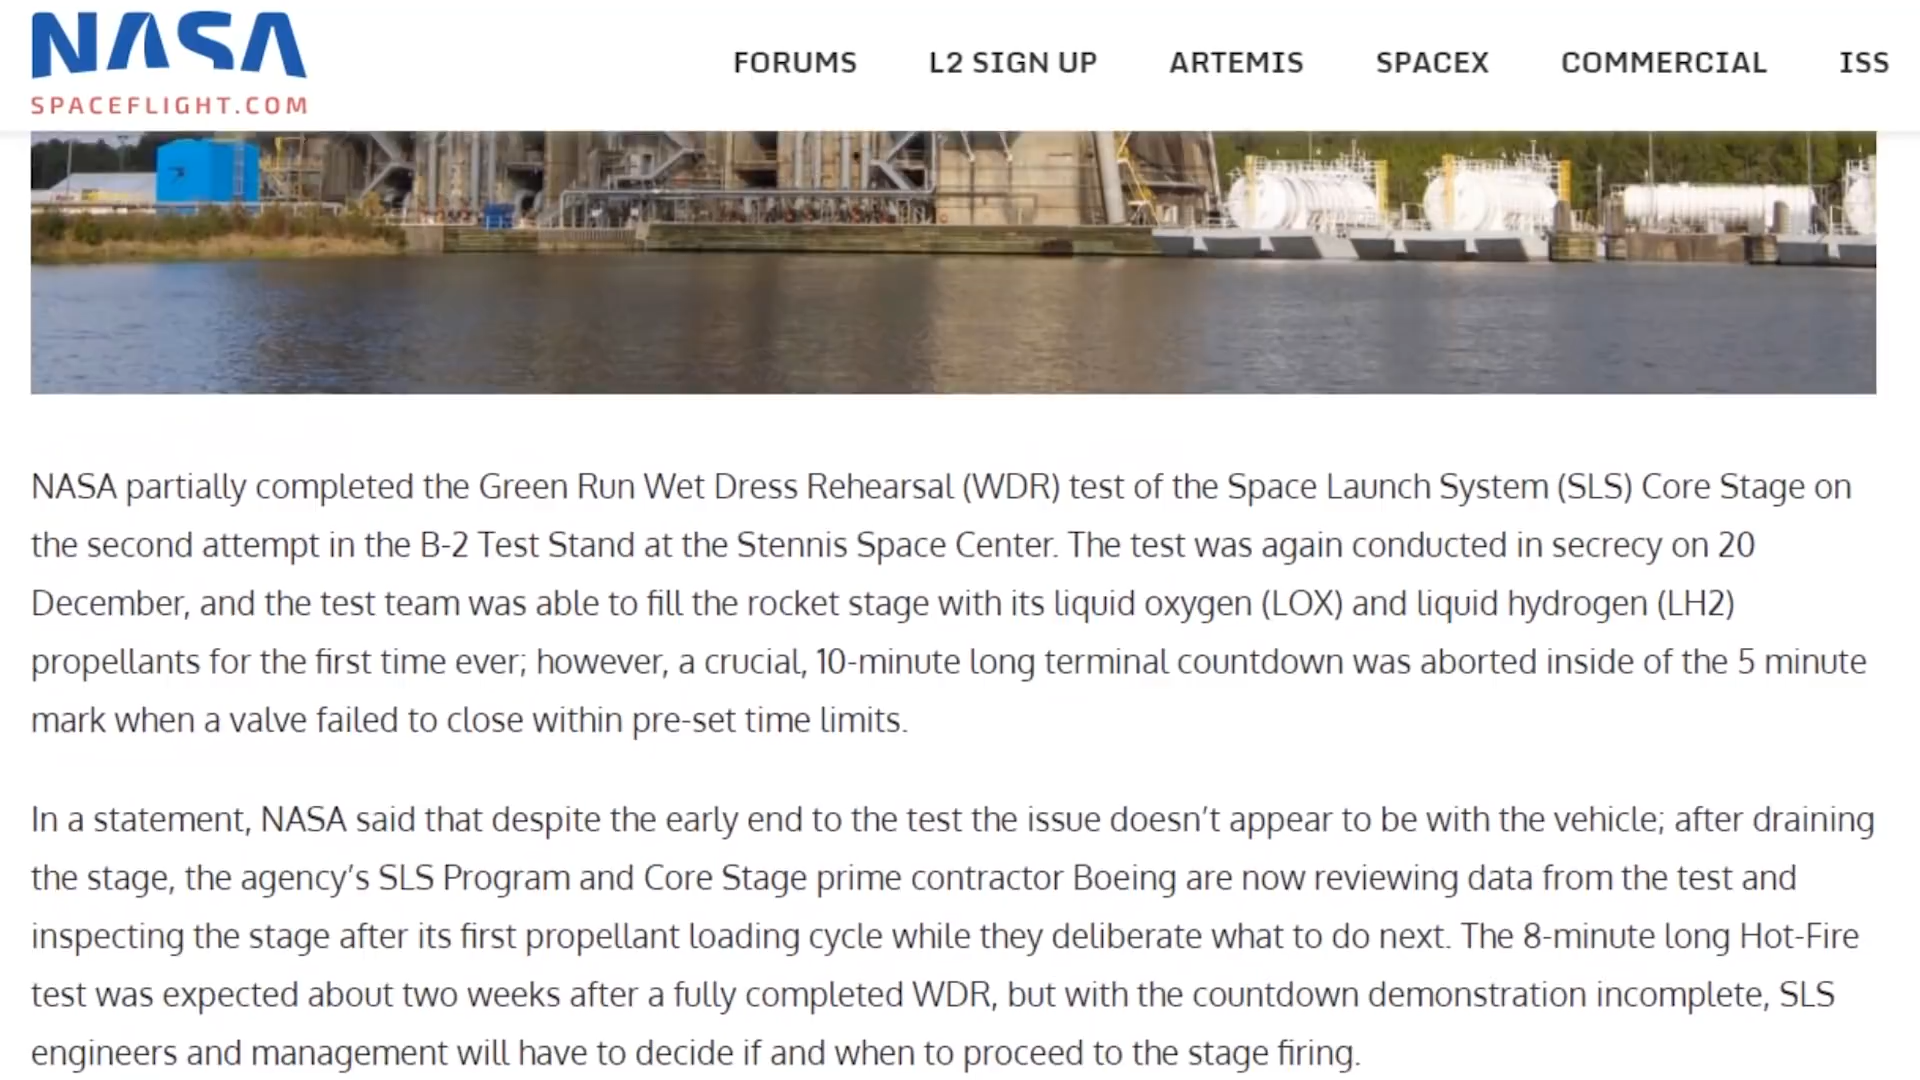 NASA
SPACEFLIGHT.COM
FORUMS L2 SIGN UP ARTEMIS SPACEX COMMERCIAL ISS
NASA partially completed the Green Run Wet Dress Rehearsal (WDR) test of the Space Launch System (SLS) Core Stage on
the second attempt in the B-2 Test Stand at the Stennis Space Center. The test was again conducted in secrecy on 20
December, and the test team was able to fill the rocket stage with its liquid oxygen (LOX) and liquid hydrogen (LH2)
propellants for the first time ever; however, a crucial, 10-minute long terminal countdown was aborted inside of the 5 minute
mark when a valve failed to close within pre-set time limits.
In a statement, NASA said that despite the early end to the test the issue doesn’t appear to be with the vehicle; after draining
the stage, the agency’s SLS Program and Core Stage prime contractor Boeing are now reviewing data from the test and
inspecting the stage after its first propellant loading cycle while they deliberate what to do next. The 8-minute long Hot-Fire
test was expected about two weeks after a fully completed WDR, but with the countdown demonstration incomplete, SLS
engineers and management will have to decide if and when to proceed to the stage firing.